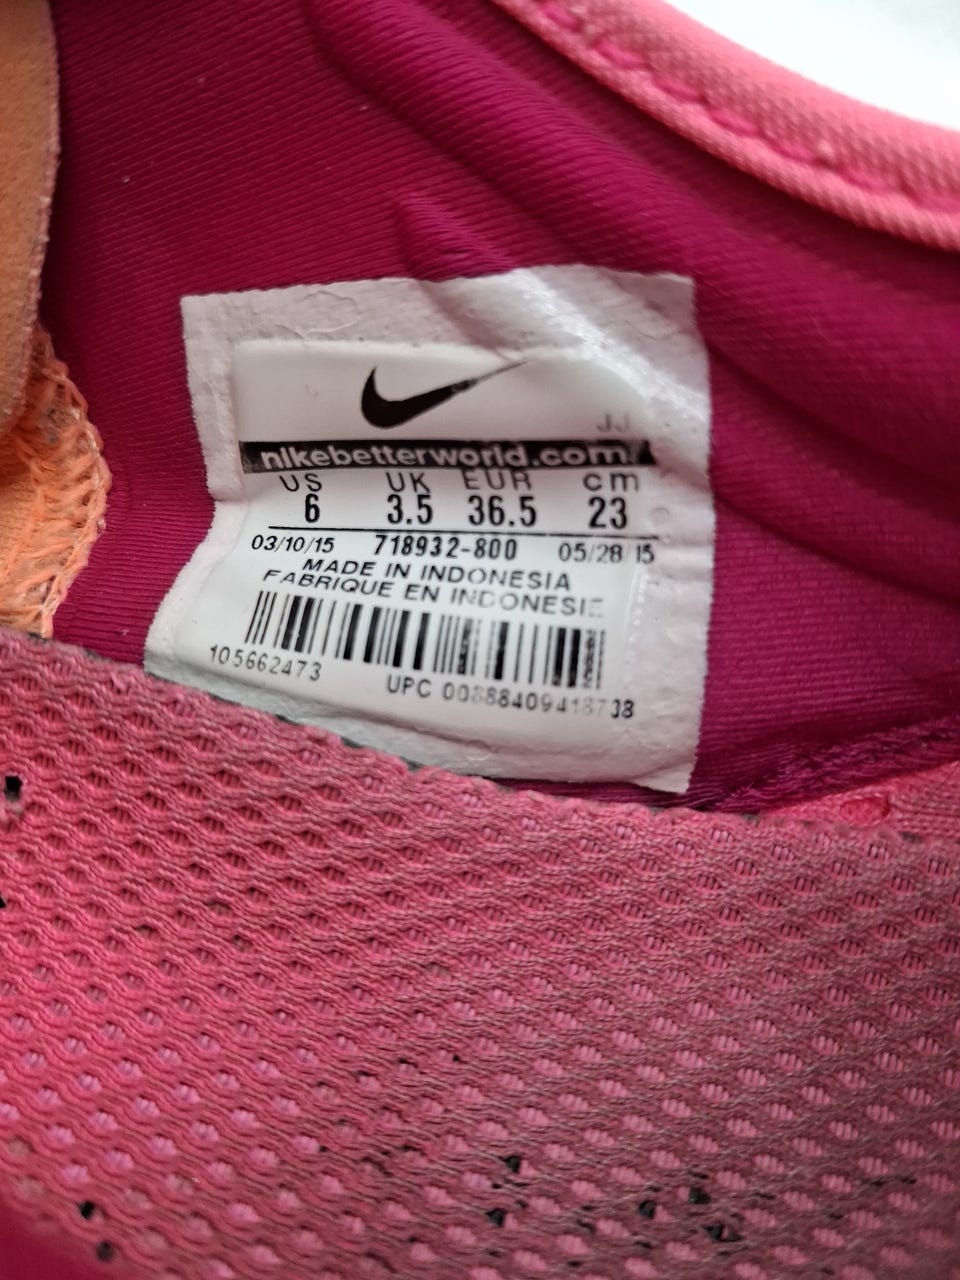 JJ
nikebetterworld.com/
US UK EUR cm
6 3.5 36.5 23
03/10/15 718932-800 05/28/15
MADE IN INDONESIA
FABRIQUE EN INDONESIE
105662473
UPC